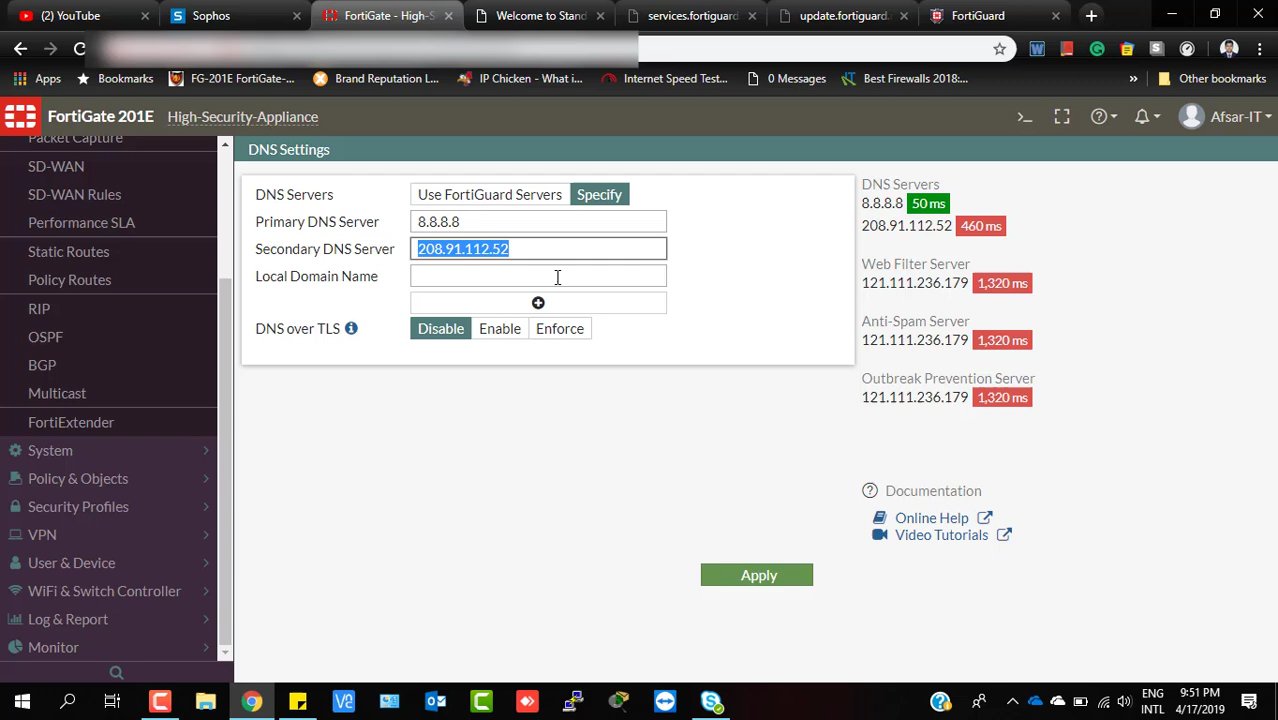 (2) YouTube
Sophos
FortiGate - High-S
Welcome to Stand
services.fortiguard
update.fortiguard.
FortiGuard
Apps
Bookmarks
FG-201E FortiGate-...
Brand Reputation L...
IP Chicken - What i...
Internet Speed Test...
0 Messages
Best Firewalls 2018:...
»
Other bookmarks
FortiGate 201E
High-Security-Appliance
Afsar-IT
Packet Capture
SD-WAN
SD-WAN Rules
Performance SLA
Static Routes
Policy Routes
RIP
OSPF
BGP
Multicast
FortiExtender
System
Policy & Objects
Security Profiles
VPN
User & Device
WiFi & Switch Controller
Log & Report
Monitor
DNS Settings
DNS Servers
Use FortiGuard Servers
Specify
Primary DNS Server
8.8.8.8
Secondary DNS Server
208.91.112.52
Local Domain Name
DNS over TLS
Disable
Enable
Enforce
Apply
DNS Servers
8.8.8.8 50 ms
208.91.112.52 460 ms
Web Filter Server
121.111.236.179 1,320 ms
Anti-Spam Server
121.111.236.179 1,320 ms
Outbreak Prevention Server
121.111.236.179 1,320 ms
Documentation
Online Help
Video Tutorials
ENG
INTL
9:51 PM
4/17/2019